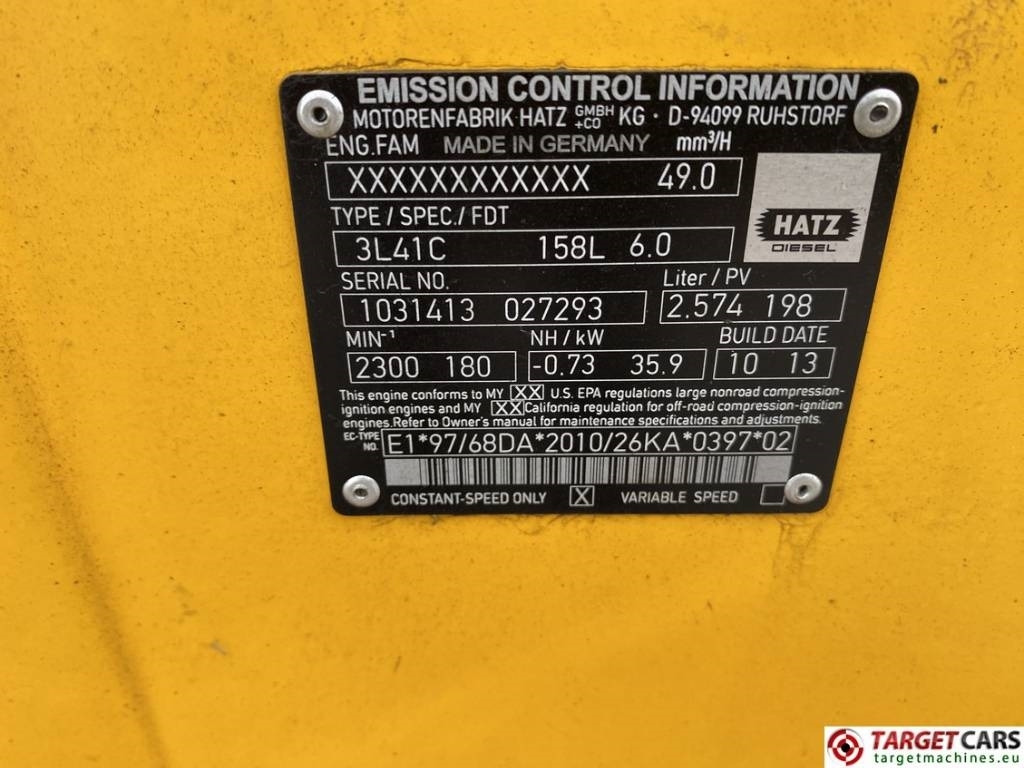 EMISSION CONTROL INFORMATION
MOTORENFABRIK HATZ GMBH +CO KG · D-94099 RUHSTORF
ENG.FAM MADE IN GERMANY mm³/H
XXXXXXXXXXXX 49.0
TYPE / SPEC./ FDT
3L41C 158L 6.0
HATZ
DIESEL
SERIAL NO. Liter / PV
1031413 027293 2.574 198
MIN⁻¹ NH / kW BUILD DATE
2300 180 -0.73 35.9 10 13
This engine conforms to MY XX U.S. EPA regulations large nonroad compression-
ignition engines and MY XX California regulation for off-road compression-ignition
engines. Refer to Owner's manual for maintenance specifications and adjustments.
EC-TYPE NO. E1*97/68DA*2010/26KA*0397*02
CONSTANT-SPEED ONLY X VARIABLE SPEED
TARGETCARS
targetmachines.eu